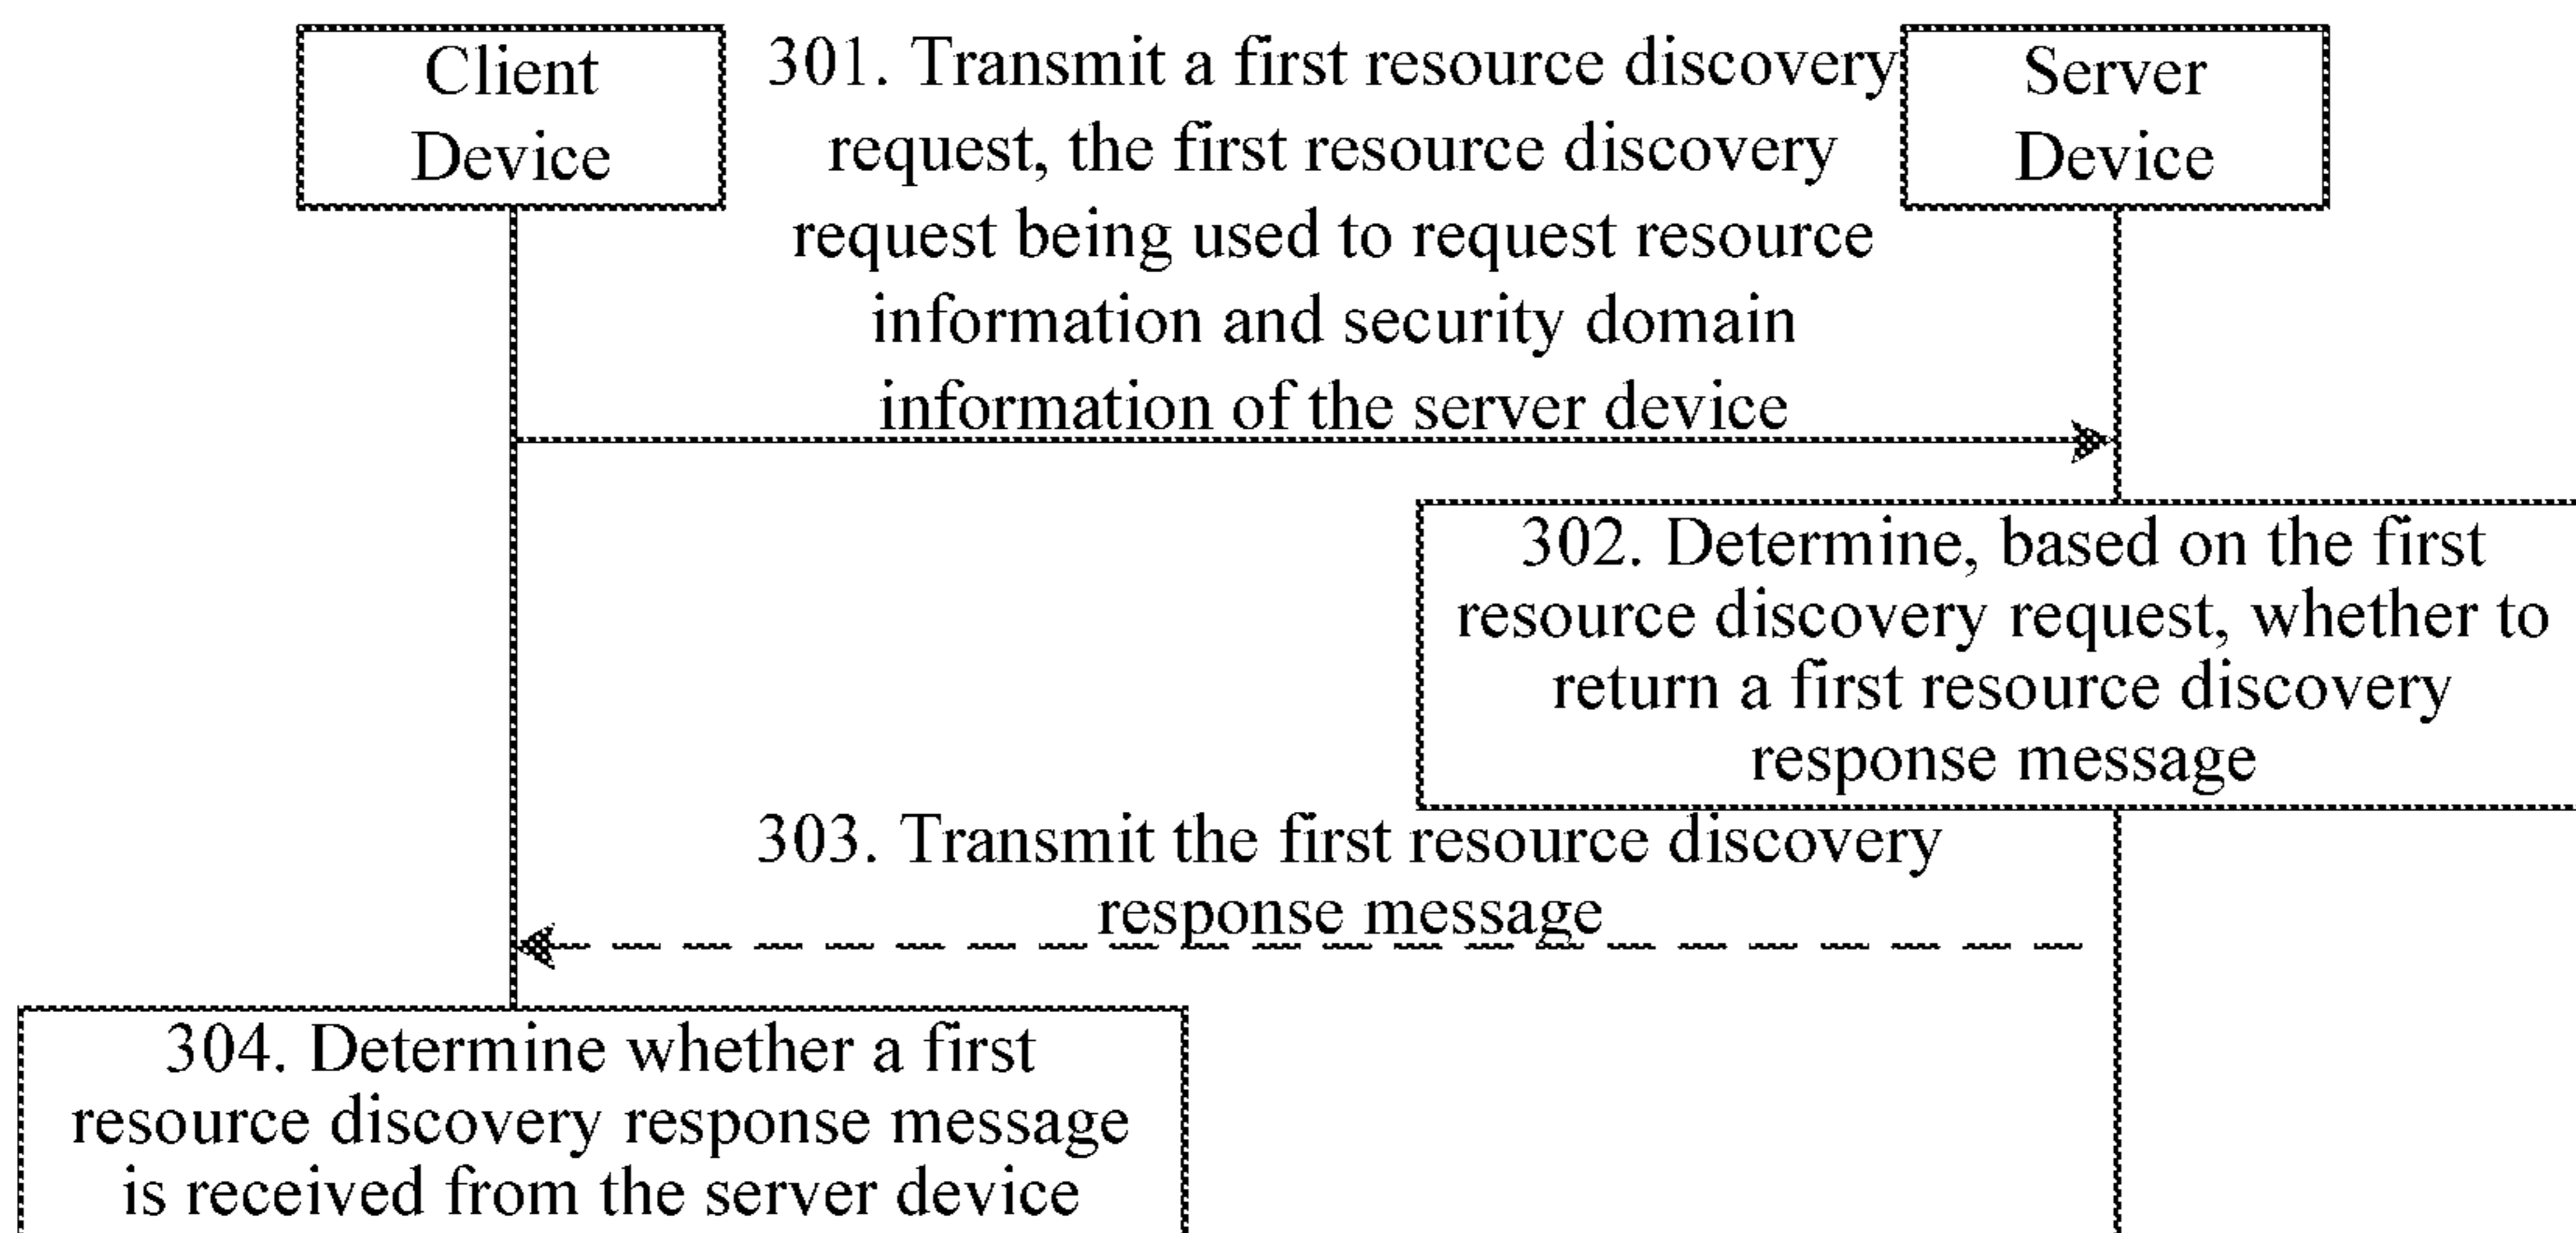 Client
Device
301. Transmit a first resource discovery
request, the first resource discovery
request being used to request resource
information and security domain
information of the server device
Server
Device
302. Determine, based on the first
resource discovery request, whether to
return a first resource discovery
response message
303. Transmit the first resource discovery
response message
304. Determine whether a first
resource discovery response message
is received from the server device